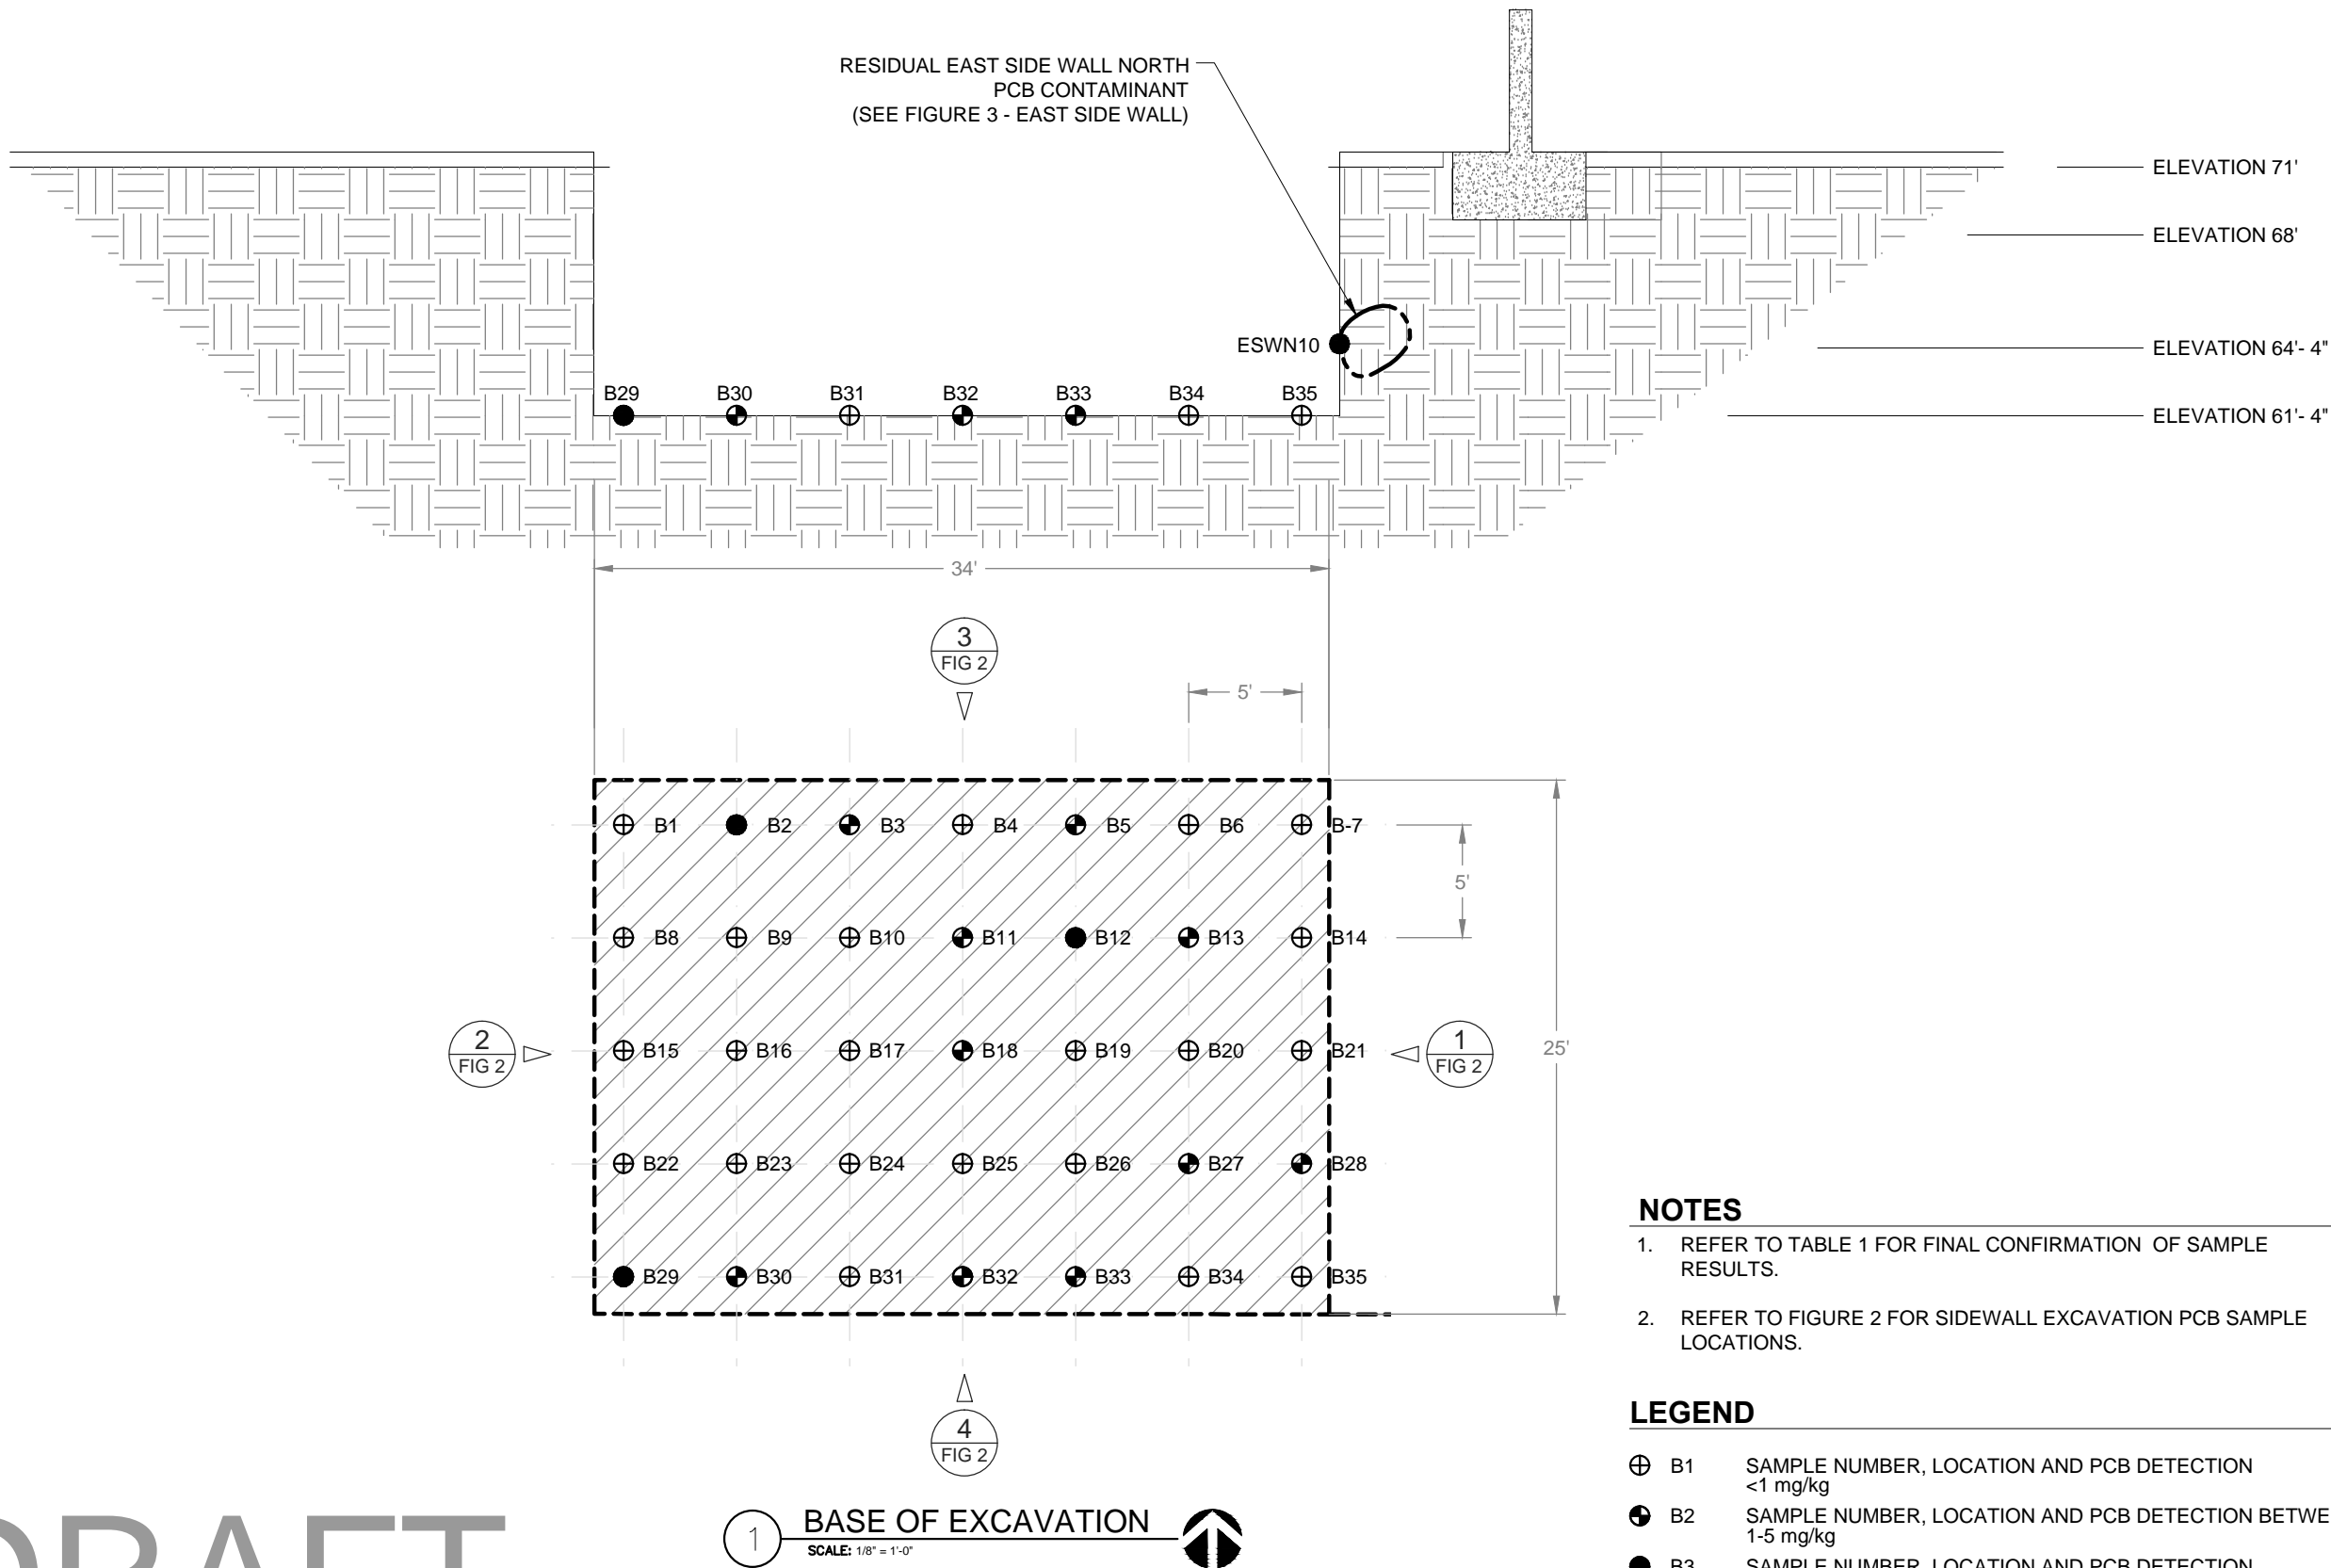 RESIDUAL EAST SIDE WALL NORTH
PCB CONTAMINANT
(SEE FIGURE 3 - EAST SIDE WALL)
ELEVATION 71'
ELEVATION 68'
ELEVATION 64'- 4"
ELEVATION 61'- 4"
ESWN10
B29 B30 B31 B32 B33 B34 B35
34'
3
FIG 2
5'
B1 B2 B3 B4 B5 B6 B-7
5'
B8 B9 B10 B11 B12 B13 B14
2
FIG 2
B15 B16 B17 B18 B19 B20 B21
1
FIG 2
25'
B22 B23 B24 B25 B26 B27 B28
B29 B30 B31 B32 B33 B34 B35
4
FIG 2
1 BASE OF EXCAVATION
SCALE: 1/8" = 1'-0"
NOTES
1. REFER TO TABLE 1 FOR FINAL CONFIRMATION OF SAMPLE
RESULTS.
2. REFER TO FIGURE 2 FOR SIDEWALL EXCAVATION PCB SAMPLE
LOCATIONS.
LEGEND
B1 SAMPLE NUMBER, LOCATION AND PCB DETECTION
<1 mg/kg
B2 SAMPLE NUMBER, LOCATION AND PCB DETECTION BETWE
1-5 mg/kg
B3 SAMPLE NUMBER, LOCATION AND PCB DETECTION
DRAFT